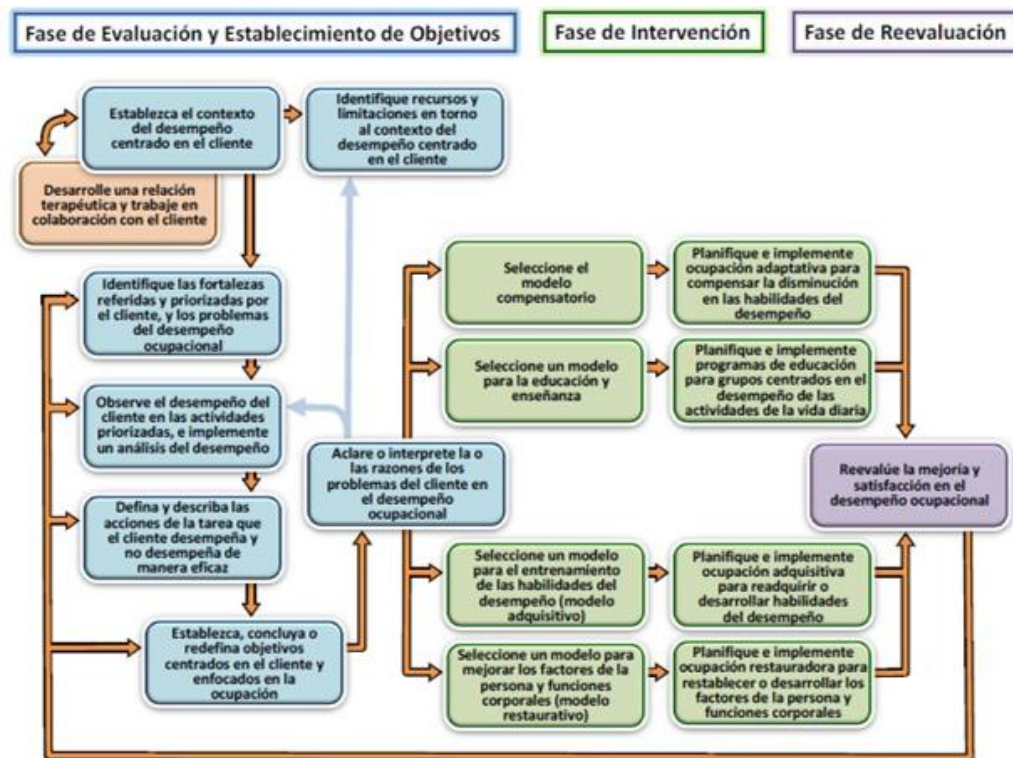 Fase de Evaluación y Establecimiento de Objetivos
Fase de Intervención
Fase de Reevaluación
Establezca el contexto
del desempeño
centrado en el cliente
Identifique recursos y
limitaciones en torno
al contexto del
desempeño centrado
en el cliente
Desarrolle una relación
terapéutica y trabaje en
colaboración con el cliente
Identifique las fortalezas
referidas y priorizadas por
el cliente, y los problemas
del desempeño
ocupacional
Observe el desempeño del
cliente en las actividades
priorizadas, e implemente
un análisis del desempeño
Defina y describa las
acciones de la tarea que
el cliente desempeña y
no desempeña de
manera eficaz
Establezca, concluya o
redefina objetivos
centrados en el cliente y
enfocados en la
ocupación
Aclare o interprete la o
las razones de los
problemas del cliente en
el desempeño
ocupacional
Seleccione el
modelo
compensatorio
Planifique e implemente
ocupación adaptativa para
compensar la disminución
en las habilidades del
desempeño
Seleccione un modelo
para la educación y
enseñanza
Planifique e implemente
programas de educación
para grupos centrados en el
desempeño de las
actividades de la vida diaria
Seleccione un modelo
para el entrenamiento
de las habilidades del
desempeño (modelo
adquisitivo)
Planifique e implemente
ocupación adquisitiva
para readquirir o
desarrollar habilidades
del desempeño
Seleccione un modelo para
mejorar los factores de la
persona y funciones
corporales (modelo
restaurativo)
Planifique e implemente
ocupación restauradora para
restablecer o desarrollar los
factores de la persona
y funciones corporales
Reevalúe la mejoría y
satisfacción en el
desempeño ocupacional